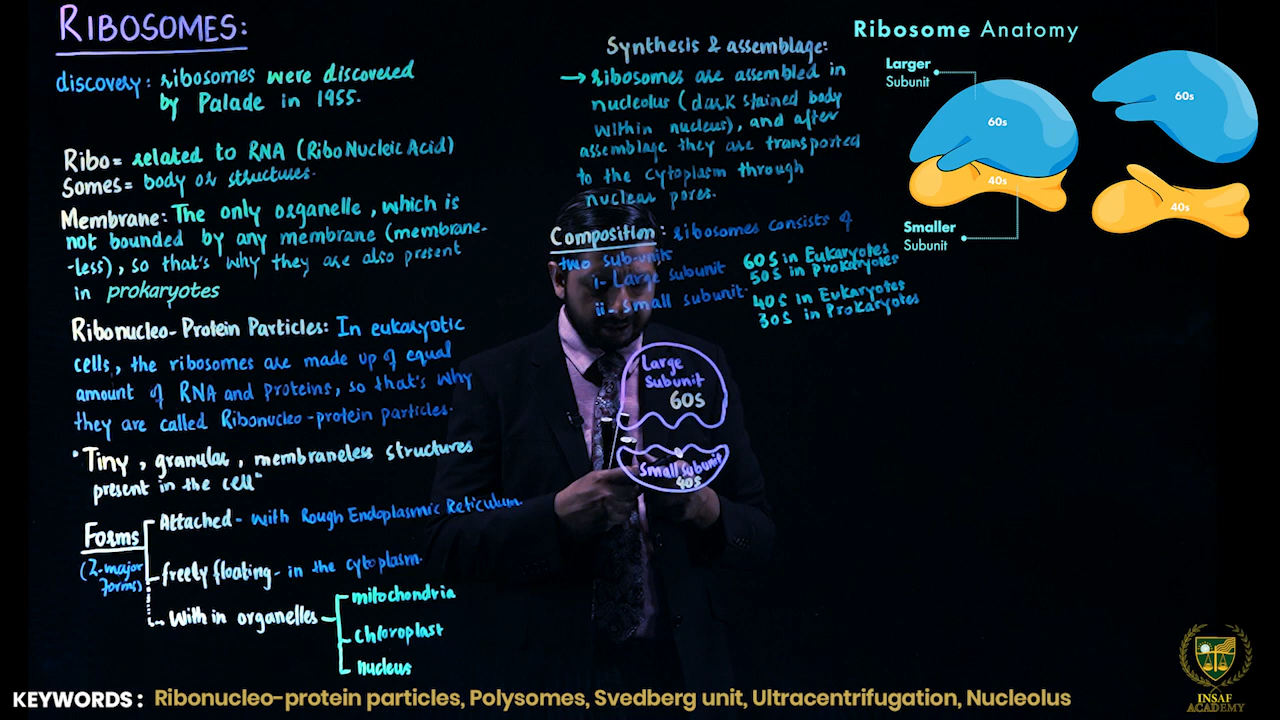 RIBOSOMES:
discovery: ribosomes were discovered
by Palade in 1955.
Ribo= related to RNA (Ribo Nucleic Acid)
Somes= body or structures.
Membrane: The only organelle, which is
not bounded by any membrane (membrane-
-less), so that's why they are also present
in prokaryotes
Ribonucleo-Protein Particles: In eukaryotic
cells, the ribosomes are made up of equal
amount of RNA and proteins, so that's why
they are called Ribonucleo-protein particles.
"Tiny, granular, membraneless structures
present in the cell"
Forms
(2-major
forms)
Attached - with Rough Endoplasmic Reticulum.
freely floating - in the cytoplasm.
With in organelles
mitochondria
chloroplast
nucleus
Synthesis & assemblage:
→ ribosomes are assembled in
nucleolus (dark stained body
within nucleus), and after
assemblage they are transported
to the cytoplasm through
nuclear pores.
Composition: ribosomes consists of
two sub-units
i- Large subunit
60S in Eukaryotes
50S in Prokaryotes
ii- Small subunit.
40S in Eukaryotes
30S in Prokaryotes
Large
Subunit
60S
Small subunit
40S
Ribosome Anatomy
Larger
Subunit
60s
40s
Smaller
Subunit
60s
40s
KEYWORDS: Ribonucleo-protein particles, Polysomes, Svedberg unit, Ultracentrifugation, Nucleolus
INSAF
ACADEMY